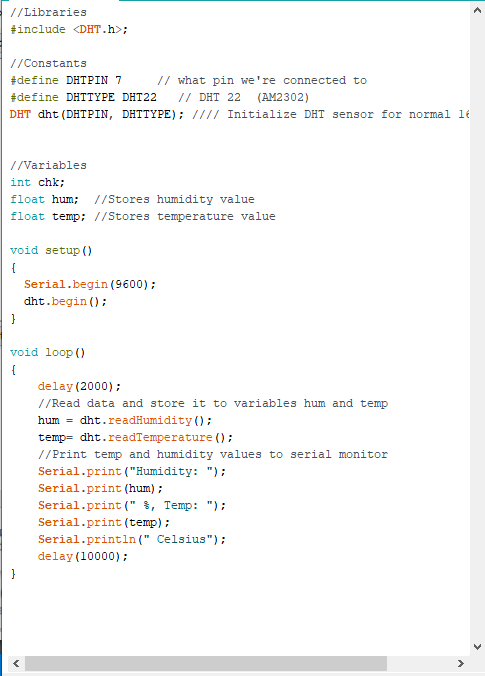 //Libraries
#include <DHT.h>;

//Constants
#define DHTPIN 7     // what pin we're connected to
#define DHTTYPE DHT22   // DHT 22  (AM2302)
DHT dht(DHTPIN, DHTTYPE); //// Initialize DHT sensor for normal 16


//Variables
int chk;
float hum;  //Stores humidity value
float temp; //Stores temperature value

void setup()
{
  Serial.begin(9600);
  dht.begin();
}

void loop()
{
    delay(2000);
    //Read data and store it to variables hum and temp
    hum = dht.readHumidity();
    temp= dht.readTemperature();
    //Print temp and humidity values to serial monitor
    Serial.print("Humidity: ");
    Serial.print(hum);
    Serial.print(" %, Temp: ");
    Serial.print(temp);
    Serial.println(" Celsius");
    delay(10000);
}